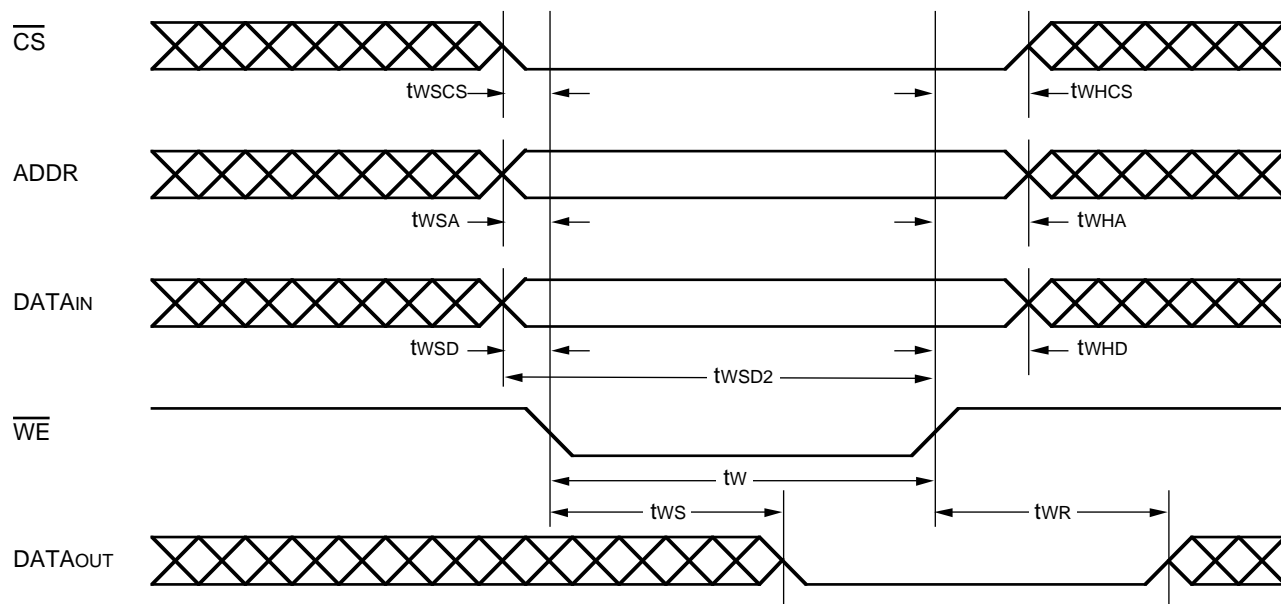 CS
tWSCS
tWHCS
ADDR
tWSA
tWHA
DATAIN
tWSD
tWHD
tWSD2
WE
tW
tWS
tWR
DATAOUT